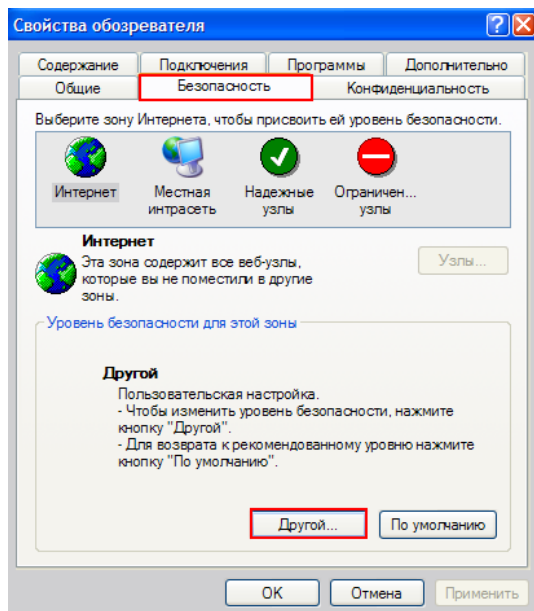 Свойства обозревателя
Содержание Подключения Программы Дополнительно
Общие Безопасность Конфиденциальность
Выберите зону Интернета, чтобы присвоить ей уровень безопасности.
Интернет Местная Надежные Ограничен...
интрасеть узлы узлы
Интернет
Эта зона содержит все веб-узлы, Узлы...
которые вы не поместили в другие
зоны.
Уровень безопасности для этой зоны
Другой
Пользовательская настройка.
- Чтобы изменить уровень безопасности, нажмите
кнопку "Другой".
- Для возврата к рекомендованному уровню нажмите
кнопку "По умолчанию".
Другой... По умолчанию
OK Отмена Применить